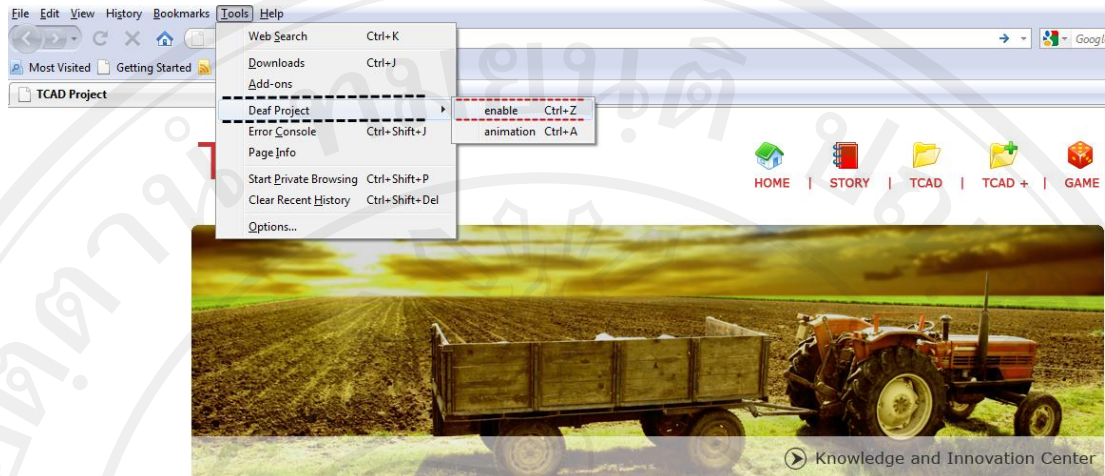 File Edit View History Bookmarks Tools Help
Web Search Ctrl+K
Googl
Most Visited Getting Started
Downloads Ctrl+J
Add-ons
TCAD Project
Deaf Project
enable Ctrl+Z
Error Console Ctrl+Shift+J
animation Ctrl+A
Page Info
T
Start Private Browsing Ctrl+Shift+P
HOME | STORY | TCAD | TCAD + | GAME
Clear Recent History Ctrl+Shift+Del
Options...
Knowledge and Innovation Center